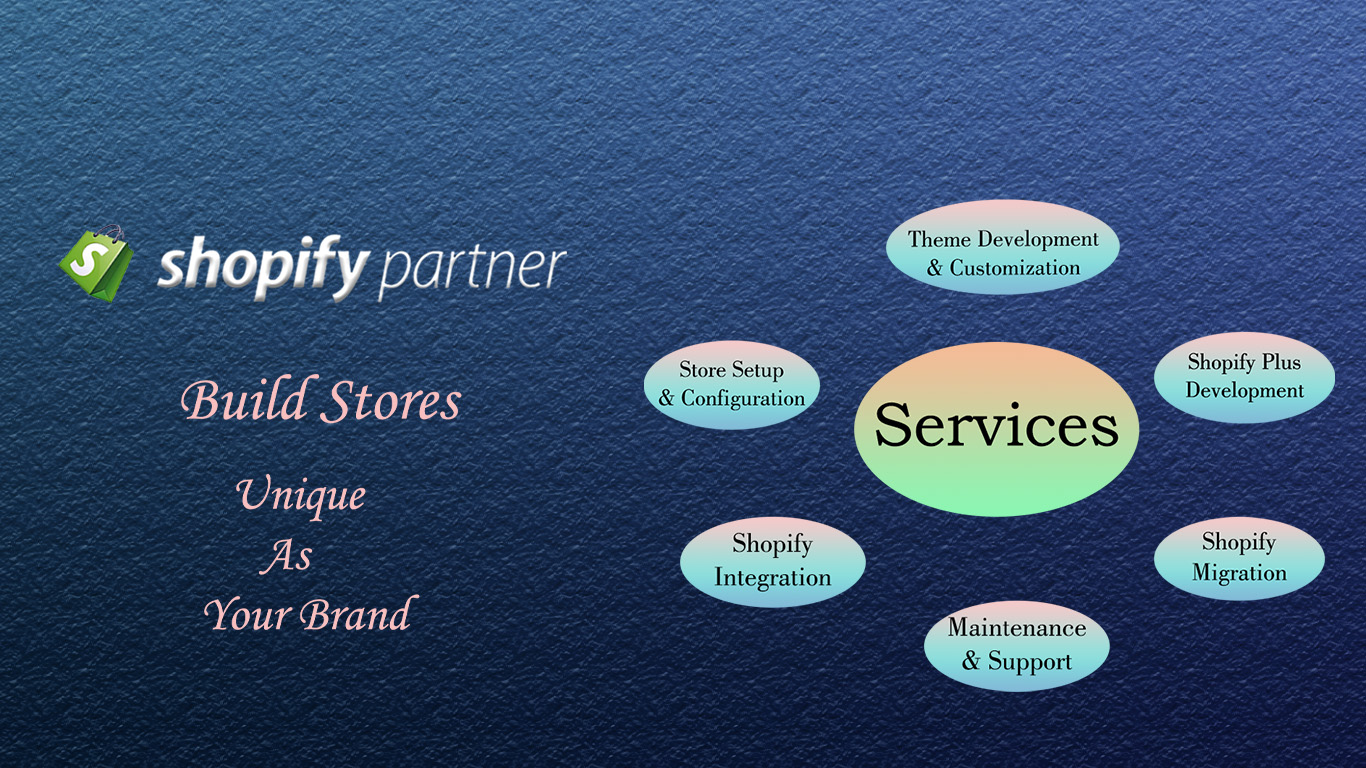 shopify partner
Build Stores
Unique
As
Your Brand
Theme Development
& Customization
Store Setup
& Configuration
Services
Shopify Plus
Development
Shopify
Integration
Shopify
Migration
Maintenance
& Support